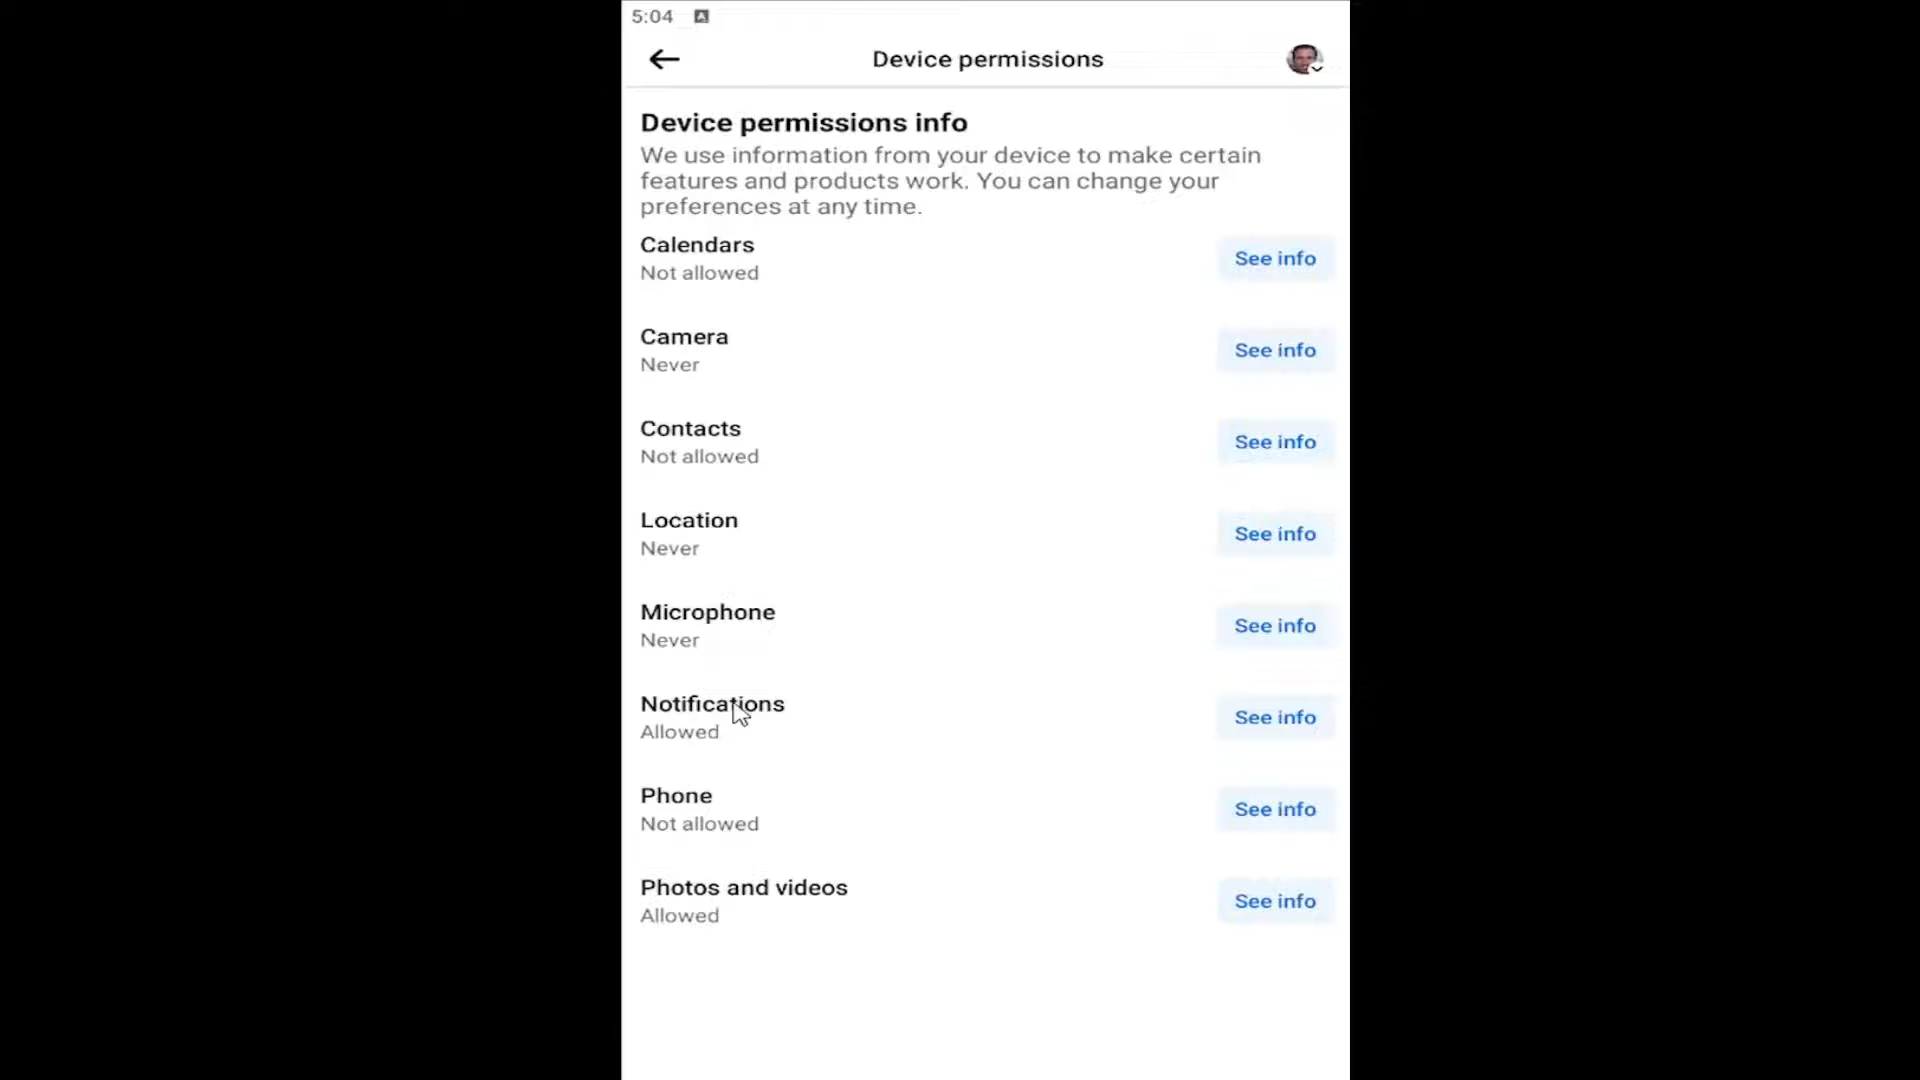 5:04
Device permissions
Device permissions info
We use information from your device to make certain
features and products work. You can change your
preferences at any time.
Calendars
Not allowed
See info
Camera
Never
See info
Contacts
Not allowed
See info
Location
Never
See info
Microphone
Never
See info
Notifications
Allowed
See info
Phone
Not allowed
See info
Photos and videos
Allowed
See info